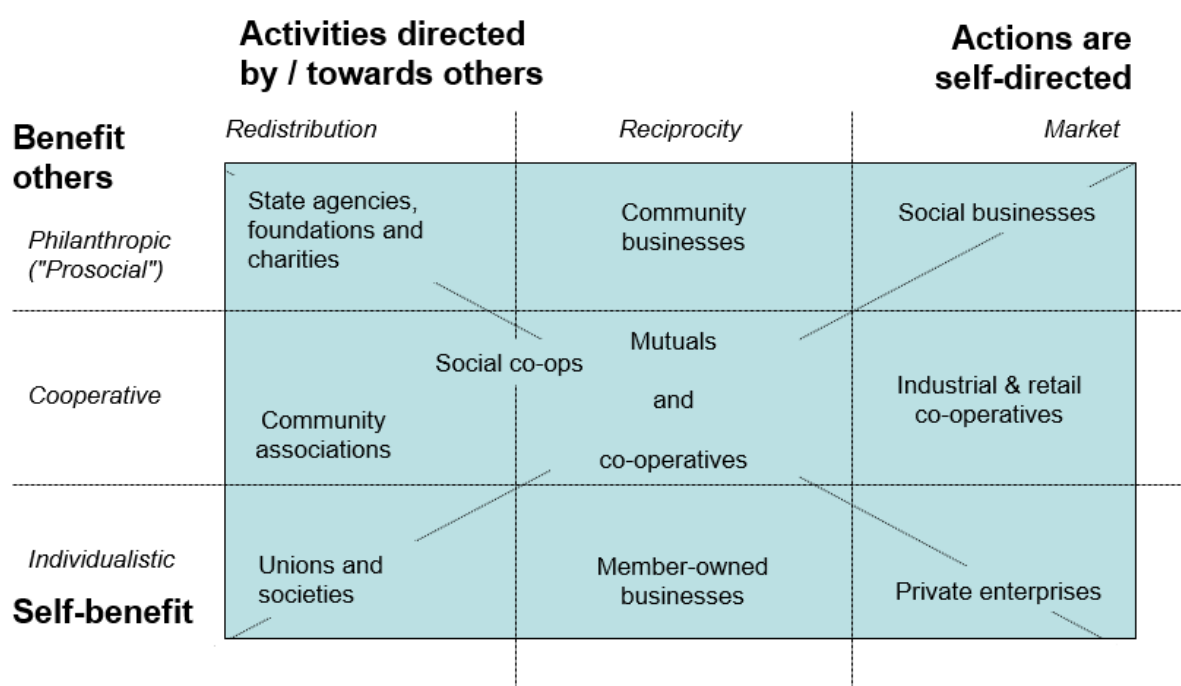 Activities directed
by / towards others
Actions are
self-directed
Benefit
others
Redistribution
Reciprocity
Market
Philanthropic
("Prosocial")
State agencies,
foundations and
charities
Community
businesses
Social businesses
Cooperative
Social co-ops
Community
associations
Mutuals
and
co-operatives
Industrial & retail
co-operatives
Individualistic
Self-benefit
Unions and
societies
Member-owned
businesses
Private enterprises